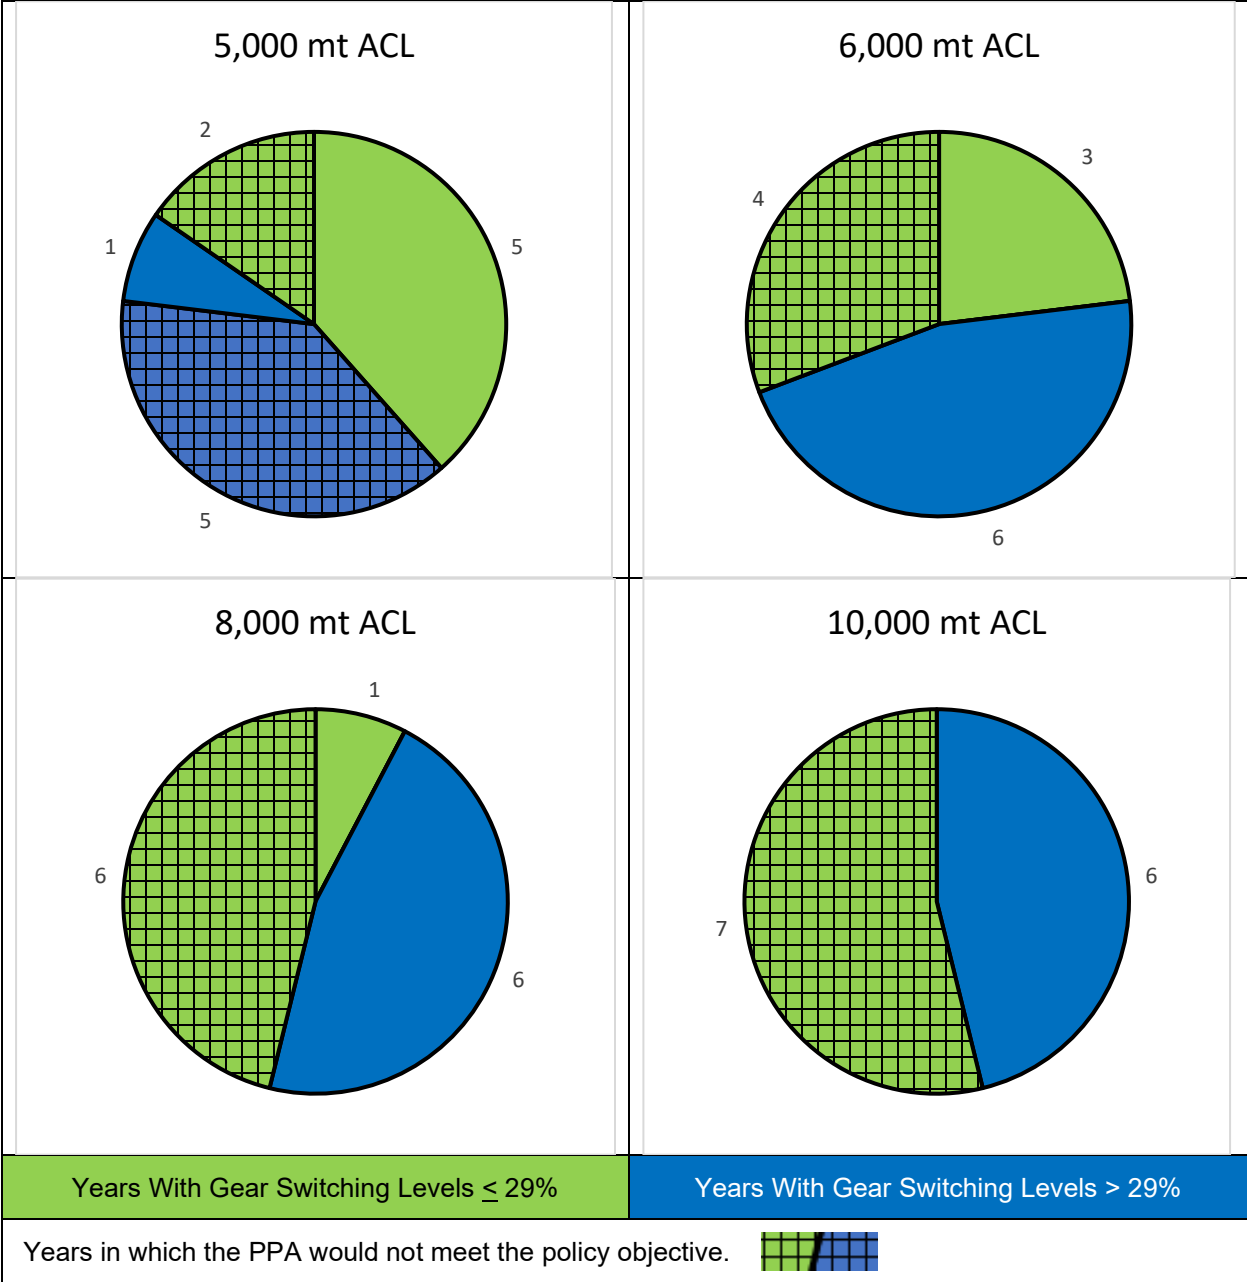 5,000 mt ACL
2
5
1
5
6,000 mt ACL
3
4
6
8,000 mt ACL
1
6
6
10,000 mt ACL
6
7
Years With Gear Switching Levels < 29%
Years With Gear Switching Levels > 29%
Years in which the PPA would not meet the policy objective.